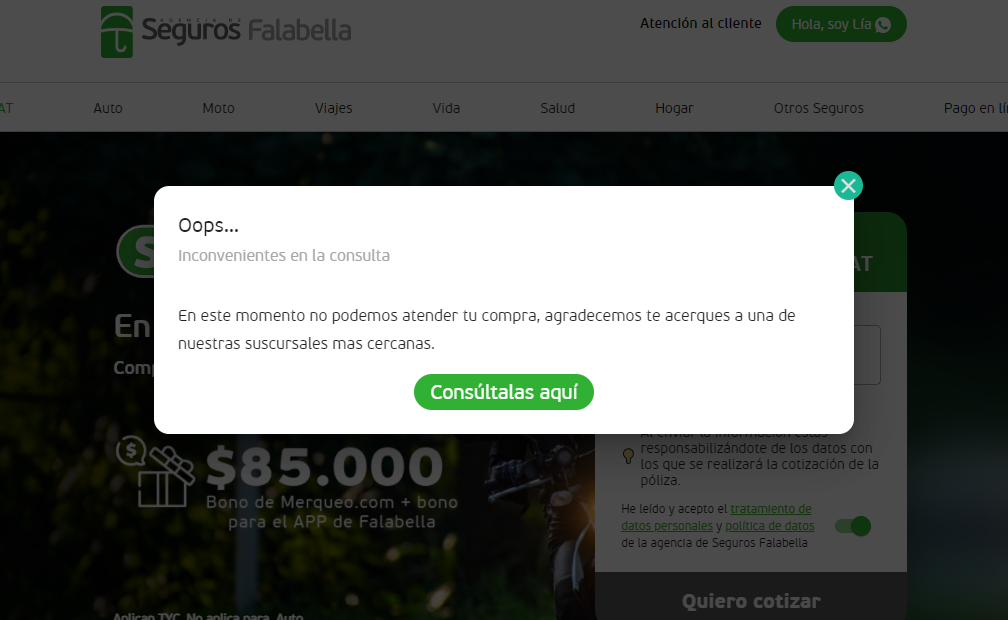 AGENCIA DE
Seguros Falabella
Atención al cliente
Hola, soy Lía
AT
Auto
Moto
Viajes
Vida
Salud
Hogar
Otros Seguros
Pago en lí
Oops...
Inconvenientes en la consulta
En este momento no podemos atender tu compra, agradecemos te acerques a una de
nuestras suscursales mas cercanas.
Consúltalas aquí
S
AT
En
Comp
$85.000
Bono de Merqueo.com + bono
para el APP de Falabella
Al enviar la información estás
responsabilizándote de los datos con
los que se realizará la cotización de la
póliza.
He leído y acepto el tratamiento de
datos personales y política de datos
de la agencia de Seguros Falabella
Quiero cotizar
Aplican TYC. No aplica para Auto